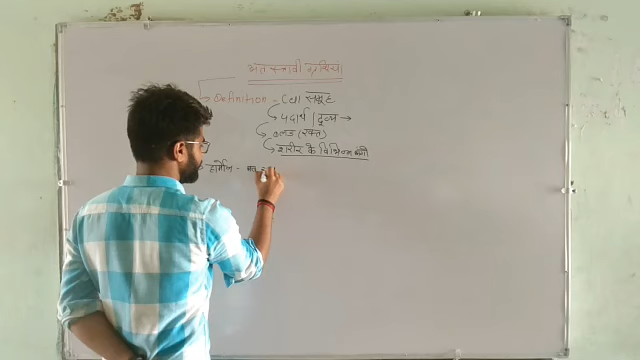 अंत स्त्रावी ग्रंथियां
Definition - Cell समूह
पदार्थ | द्रव्य →
ब्लड (रक्त)
शरीर के विभिन्न अंगो
हार्मोन -